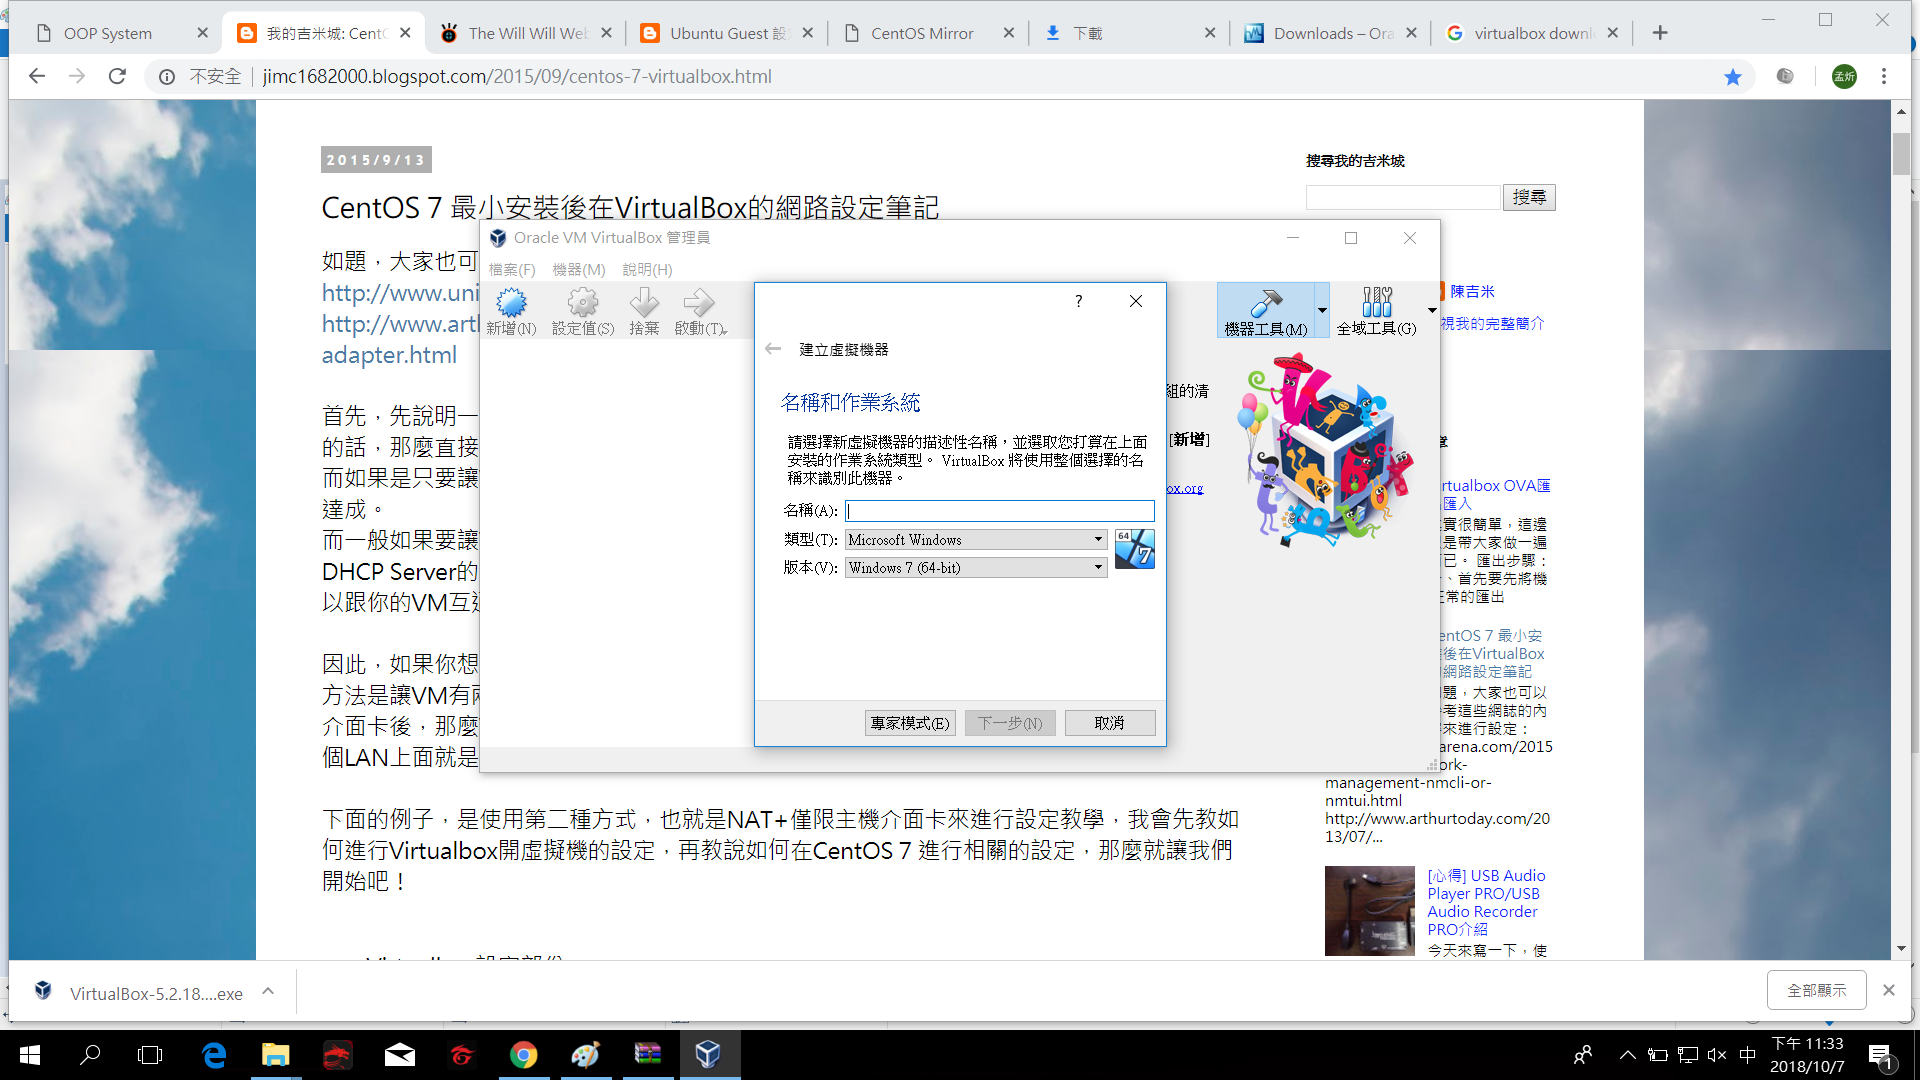 OOP System
我的吉米城: Cent
The Will Will Web
Ubuntu Guest 設
CentOS Mirror
下載
Downloads – Ora
virtualbox downl
不安全
jimc1682000.blogspot.com/2015/09/centos-7-virtualbox.html
孟炘
2015/9/13
CentOS 7 最小安裝後在VirtualBox的網路設定筆記
如題，大家也可
http://www.uni
http://www.art
adapter.html
首先，先說明一
的話，那麼直接
而如果是只要讓
達成。
而一般如果要讓
DHCP Server的
以跟你的VM互
因此，如果你想
方法是讓VM有
介面卡後，那麼
個LAN上面就是
下面的例子，是使用第二種方式，也就是NAT+僅限主機介面卡來進行設定教學，我會先教如
何進行Virtualbox開虛擬機的設定，再教說如何在CentOS 7 進行相關的設定，那麼就讓我們
開始吧！
搜尋我的吉米城
搜尋
陳吉米
視我的完整簡介
rtualbox OVA匯
匯入
實很簡單，這邊
是帶大家做一遍
已。 匯出步驟：
、首先要先將機
正常的匯出
entOS 7 最小安
後在VirtualBox
網路設定筆記
題，大家也可以
考這些網誌的內
來進行設定：
arena.com/2015
ork-
management-nmcli-or-
nmtui.html
http://www.arthurtoday.com/20
13/07/...
[心得] USB Audio
Player PRO/USB
Audio Recorder
PRO介紹
今天來寫一下，使
Oracle VM VirtualBox 管理員
檔案(F)
機器(M)
說明(H)
新增(N)
設定值(S)
捨棄
啟動(T)
機器工具(M)
全域工具(G)
組的清
[新增]
ox.org
?
建立虛擬機器
名稱和作業系統
請選擇新虛擬機器的描述性名稱，並選取您打算在上面
安裝的作業系統類型。 VirtualBox 將使用整個選擇的名
稱來識別此機器。
名稱(A):
類型(T): Microsoft Windows
版本(V): Windows 7 (64-bit)
64
7
專家模式(E)
下一步(N)
取消
VirtualBox-5.2.18....exe
全部顯示
中
下午 11:33
2018/10/7
1